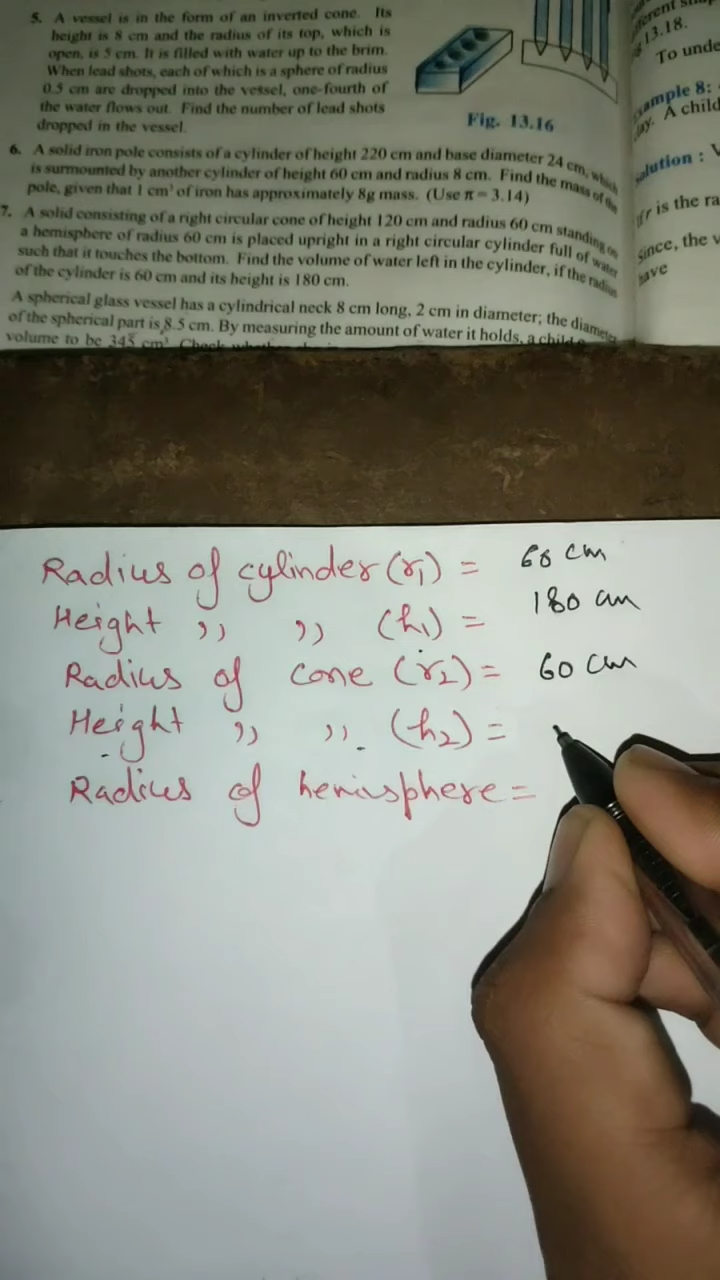 5. A vessel is in the form of an inverted cone. Its
height is 8 cm and the radius of its top, which is
open, is 5 cm. It is filled with water up to the brim.
When lead shots, each of which is a sphere of radius
0.5 cm are dropped into the vessel, one-fourth of
the water flows out. Find the number of lead shots
dropped in the vessel.
Fig. 13.16
6. A solid iron pole consists of a cylinder of height 220 cm and base diameter 24 cm, which
is surmounted by another cylinder of height 60 cm and radius 8 cm. Find the mass of the
pole, given that 1 cm³ of iron has approximately 8g mass. (Use π = 3.14)
7. A solid consisting of a right circular cone of height 120 cm and radius 60 cm standing on
a hemisphere of radius 60 cm is placed upright in a right circular cylinder full of water
such that it touches the bottom. Find the volume of water left in the cylinder, if the radius
of the cylinder is 60 cm and its height is 180 cm.
A spherical glass vessel has a cylindrical neck 8 cm long, 2 cm in diameter; the diameter
of the spherical part is 8.5 cm. By measuring the amount of water it holds, a child
volume to be 345 cm³. Check whether
13.18.
To unde
ample 8:
A child
olution :
r is the ra
Since, the v
have
Radius of cylinder (r₁) = 60 cm
Height ,, ,, (h₁) = 180 cm
Radius of cone (r₂) = 60 cm
Height ,, ,, (h₂) =
Radius of hemisphere =